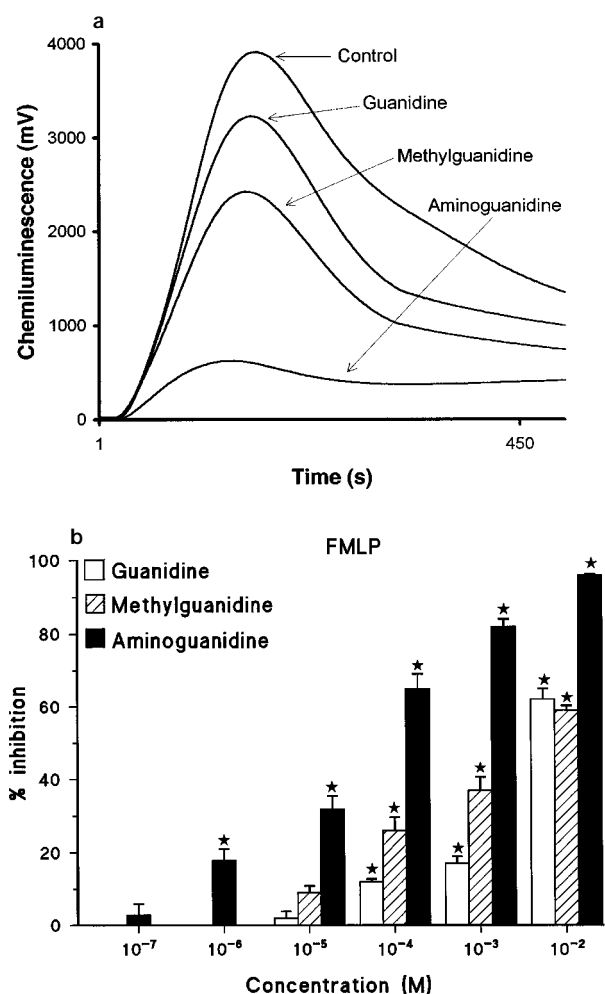 a
4000
3000
2000
1000
0
Chemiluminescence (mV)
Control
Guanidine
Methylguanidine
Aminoguanidine
1
450
Time (s)
b
FMLP
Guanidine
Methylguanidine
Aminoguanidine
100
80
60
40
20
0
% inhibition
10⁻⁷
10⁻⁶
10⁻⁵
10⁻⁴
10⁻³
10⁻²
Concentration (M)